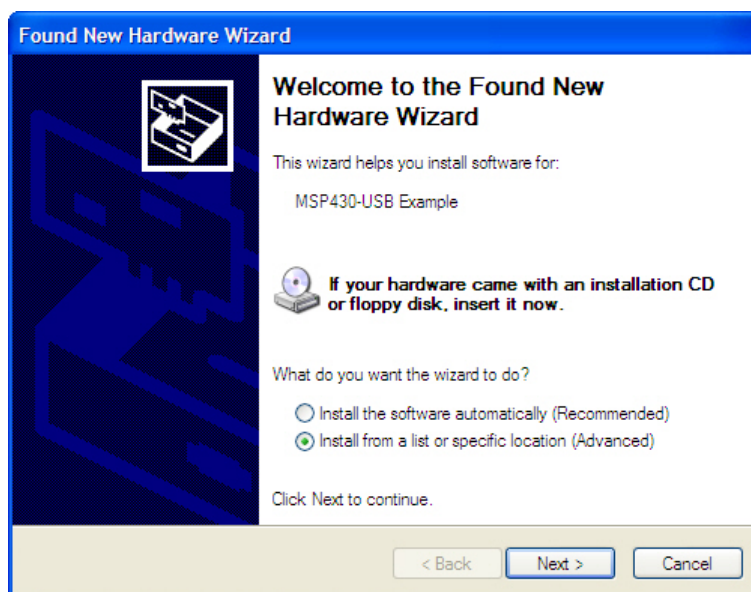 Found New Hardware Wizard
Welcome to the Found New
Hardware Wizard
This wizard helps you install software for:
MSP430-USB Example
If your hardware came with an installation CD
or floppy disk, insert it now.
What do you want the wizard to do?
Install the software automatically (Recommended)
Install from a list or specific location (Advanced)
Click Next to continue.
< Back Next > Cancel